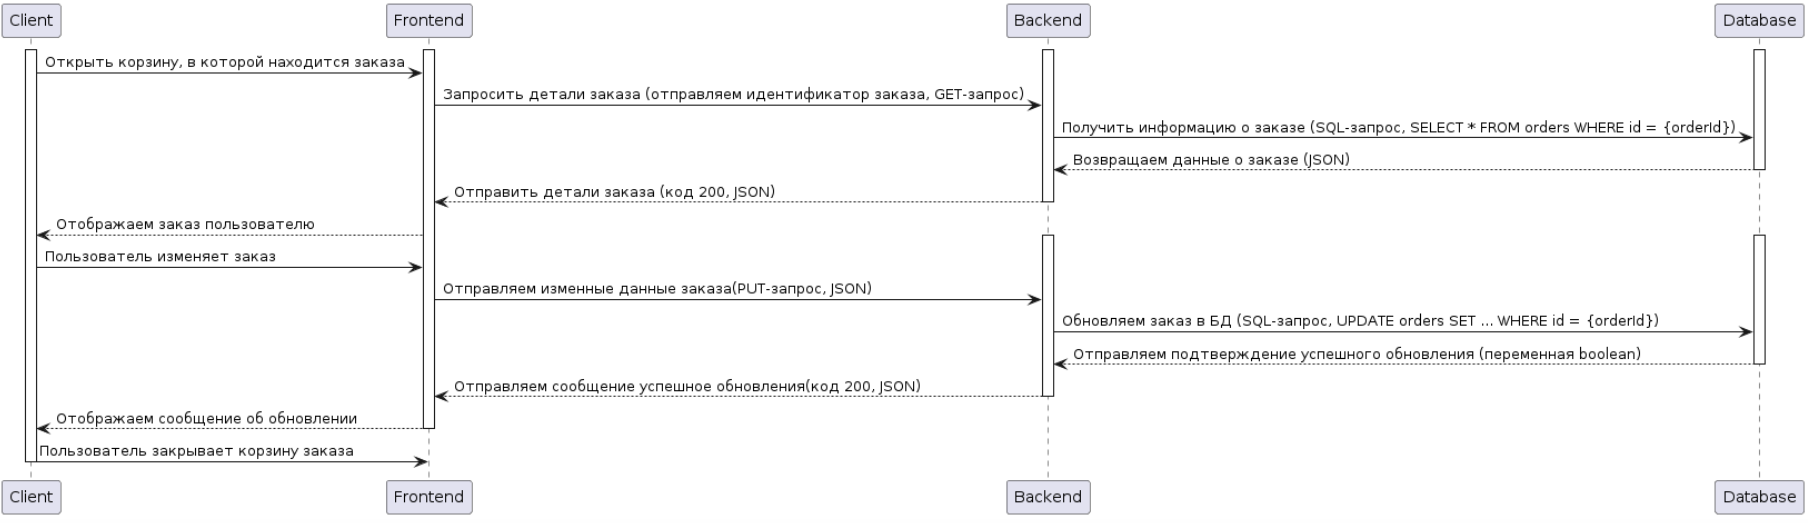 Client Frontend Backend Database
Открыть корзину, в которой находится заказа
Запросить детали заказа (отправляем идентификатор заказа, GET-запрос)
Получить информацию о заказе (SQL-запрос, SELECT * FROM orders WHERE id = {orderId})
Возвращаем данные о заказе (JSON)
Отправить детали заказа (код 200, JSON)
Отображаем заказ пользователю
Пользователь изменяет заказ
Отправляем изменные данные заказа(PUT-запрос, JSON)
Обновляем заказ в БД (SQL-запрос, UPDATE orders SET ... WHERE id = {orderId})
Отправляем подтверждение успешного обновления (переменная boolean)
Отправляем сообщение успешное обновления(код 200, JSON)
Отображаем сообщение об обновлении
Пользователь закрывает корзину заказа
Client Frontend Backend Database